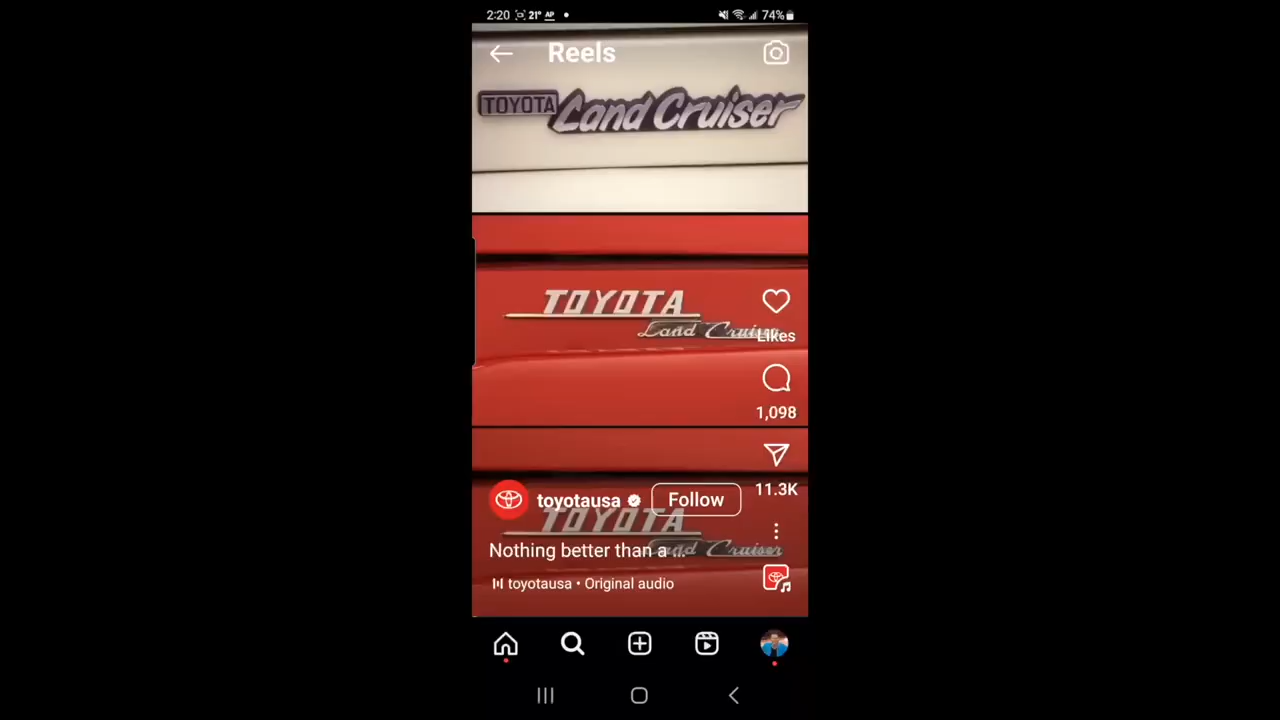 2:20 21° AP 74%
Reels
TOYOTA Land Cruiser
TOYOTA
Land Cruiser
Likes
1,098
11.3K
toyotausa Follow
TOYOTA
Land Cruiser
Nothing better than a ...
toyotausa • Original audio